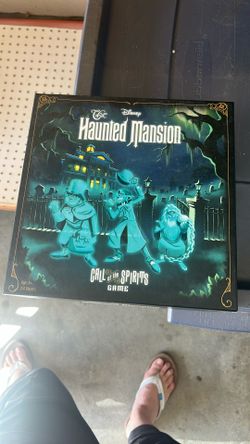 The
Disney
Haunted Mansion
CALL of the SPIRITS
GAME